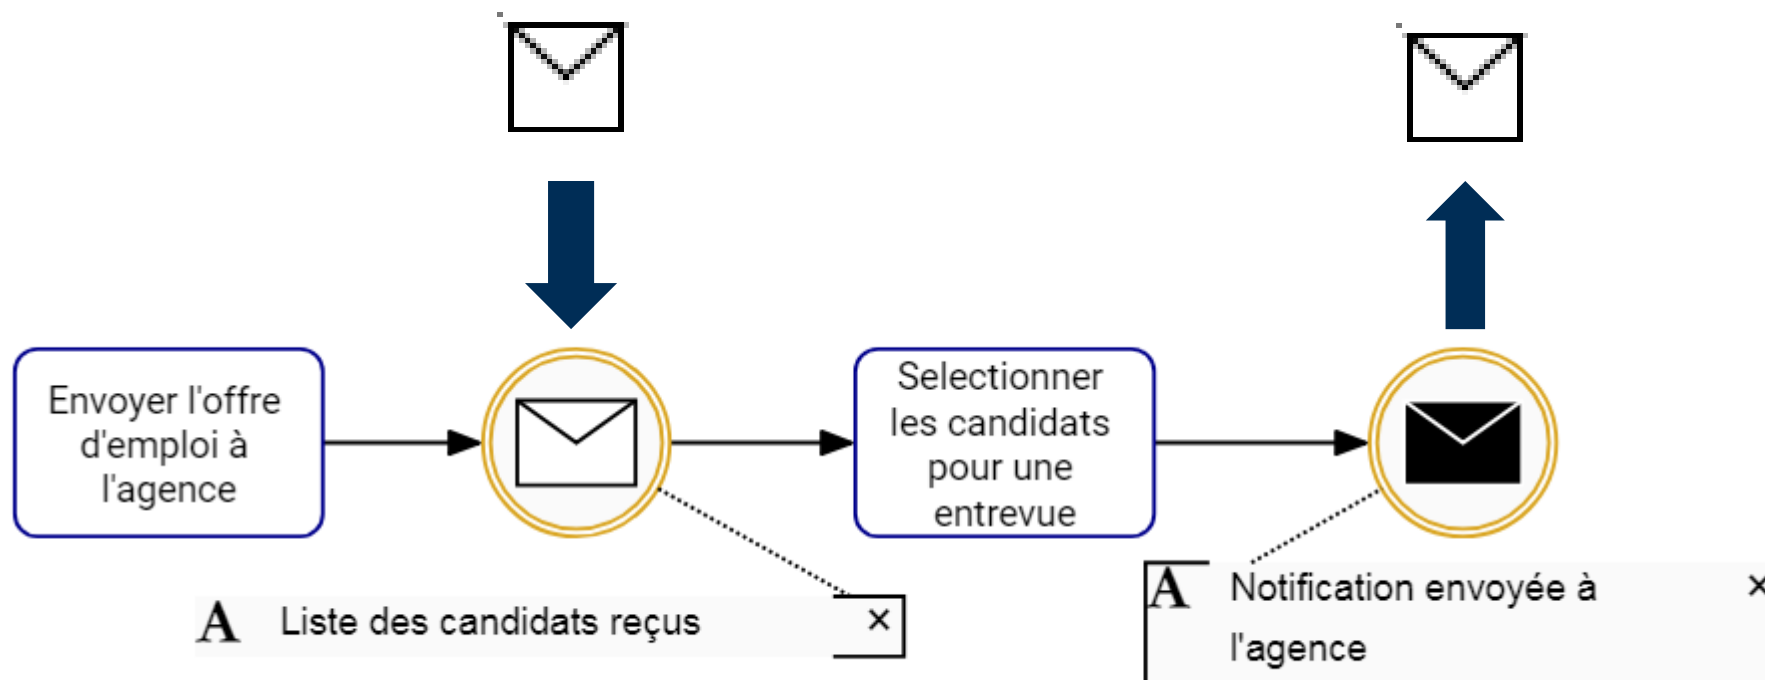 Envoyer l'offre
d'emploi à
l'agence
Selectionner
les candidats
pour une
entrevue
A Liste des candidats reçus ×
A Notification envoyée à ×
l'agence